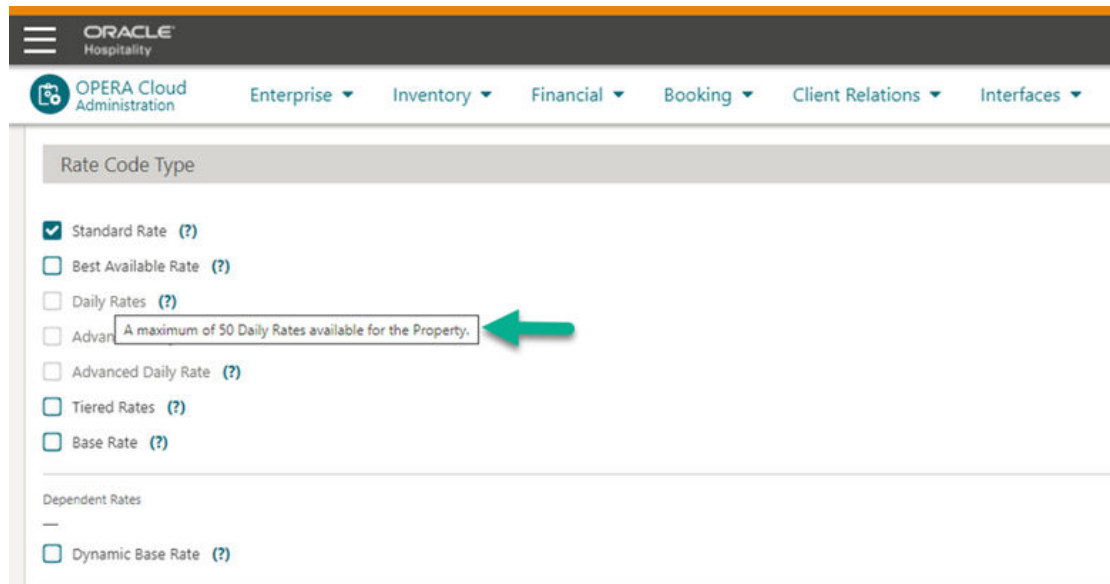 ORACLE
Hospitality
OPERA Cloud
Administration
Enterprise
Inventory
Financial
Booking
Client Relations
Interfaces
Rate Code Type
Standard Rate (?)
Best Available Rate (?)
Daily Rates (?)
A maximum of 50 Daily Rates available for the Property.
Advan
Advanced Daily Rate (?)
Tiered Rates (?)
Base Rate (?)
Dependent Rates
—
Dynamic Base Rate (?)